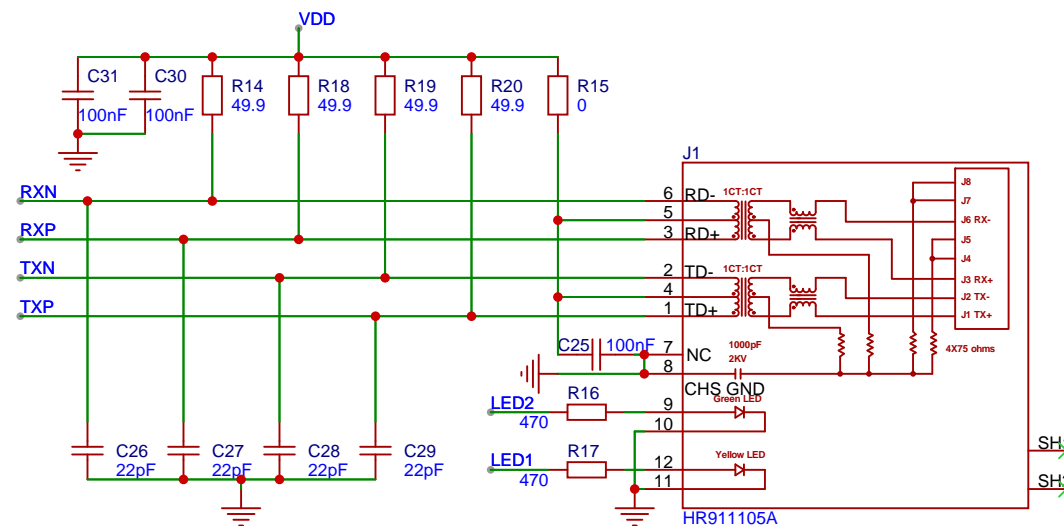 VDD
C31
100nF
C30
100nF
R14
49.9
R18
49.9
R19
49.9
R20
49.9
R15
0
J1
RXN
RXP
TXN
TXP
6 RD-
5
3 RD+
2 TD-
4
1 TD+
7 NC
8
CHS GND
1CT:1CT
1CT:1CT
J8
J7
J6 RX-
J5
J4
J3 RX+
J2 TX-
J1 TX+
4X75 ohms
1000pF
2KV
C25 100nF
LED2
470
R16
9
10
Green LED
LED1
470
R17
12
11
Yellow LED
C26
22pF
C27
22pF
C28
22pF
C29
22pF
SH
SH
HR911105A